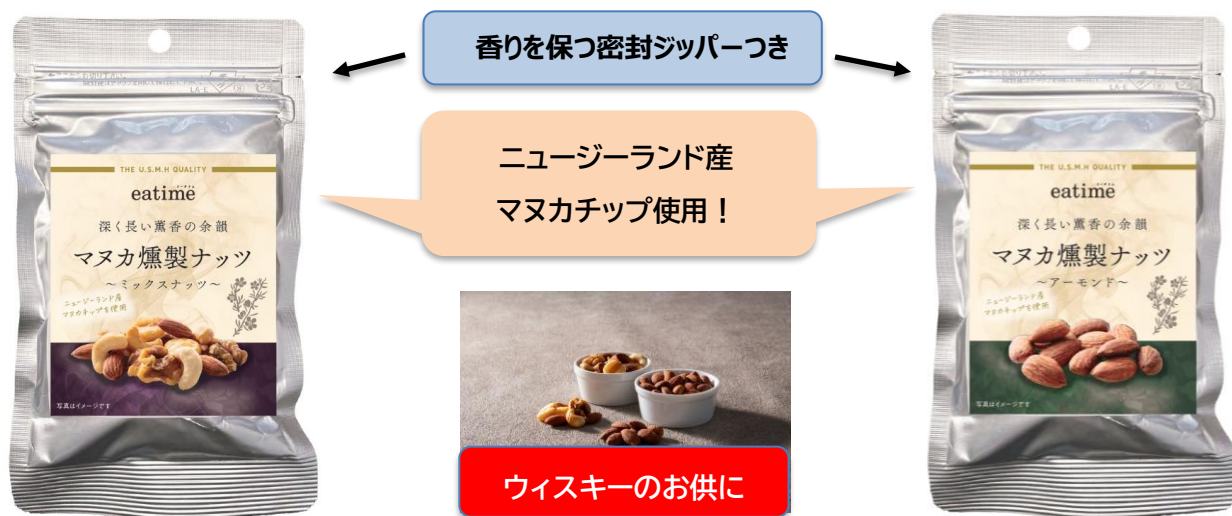 香りを保つ密封ジッパーつき
ニュージーランド産
マヌカチップ使用！
ウィスキーのお供に
THE U.S.M.H QUALITY
eatimē
深く長い薫香の余韻
マヌカ燻製ナッツ
～ミックスナッツ～
ニュージーランド産
マヌカチップを使用
写真はイメージです
THE U.S.M.H QUALITY
eatimē
深く長い薫香の余韻
マヌカ燻製ナッツ
～アーモンド～
ニュージーランド産
マヌカチップを使用
写真はイメージです